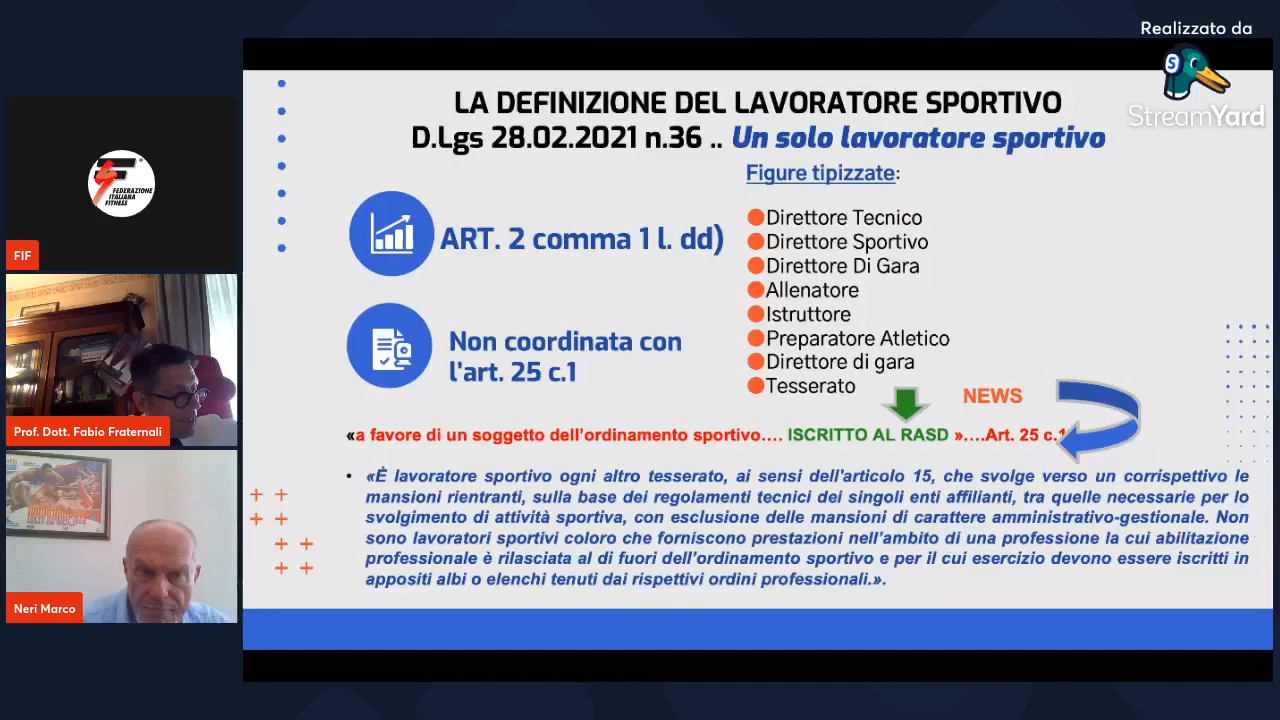 Realizzato da
StreamYard
FEDERAZIONE
ITALIANA
FITNESS
FIF
Prof. Dott. Fabio Fraternali
Neri Marco
LA DEFINIZIONE DEL LAVORATORE SPORTIVO
D.Lgs 28.02.2021 n.36 .. Un solo lavoratore sportivo
Figure tipizzate:
ART. 2 comma 1 l. dd)
Direttore Tecnico
Direttore Sportivo
Direttore Di Gara
Allenatore
Istruttore
Preparatore Atletico
Direttore di gara
Tesserato
Non coordinata con
l'art. 25 c.1
NEWS
«a favore di un soggetto dell'ordinamento sportivo.... ISCRITTO AL RASD »....Art. 25 c.1
• «È lavoratore sportivo ogni altro tesserato, ai sensi dell'articolo 15, che svolge verso un corrispettivo le
mansioni rientranti, sulla base dei regolamenti tecnici dei singoli enti affilianti, tra quelle necessarie per lo
svolgimento di attività sportiva, con esclusione delle mansioni di carattere amministrativo-gestionale. Non
sono lavoratori sportivi coloro che forniscono prestazioni nell'ambito di una professione la cui abilitazione
professionale è rilasciata al di fuori dell'ordinamento sportivo e per il cui esercizio devono essere iscritti in
appositi albi o elenchi tenuti dai rispettivi ordini professionali.».